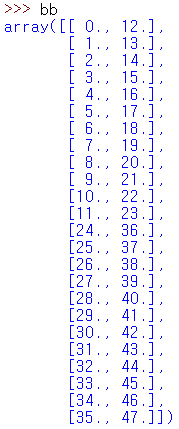 >>> bb
array([[ 0., 12.],
       [ 1., 13.],
       [ 2., 14.],
       [ 3., 15.],
       [ 4., 16.],
       [ 5., 17.],
       [ 6., 18.],
       [ 7., 19.],
       [ 8., 20.],
       [ 9., 21.],
       [10., 22.],
       [11., 23.],
       [24., 36.],
       [25., 37.],
       [26., 38.],
       [27., 39.],
       [28., 40.],
       [29., 41.],
       [30., 42.],
       [31., 43.],
       [32., 44.],
       [33., 45.],
       [34., 46.],
       [35., 47.]])